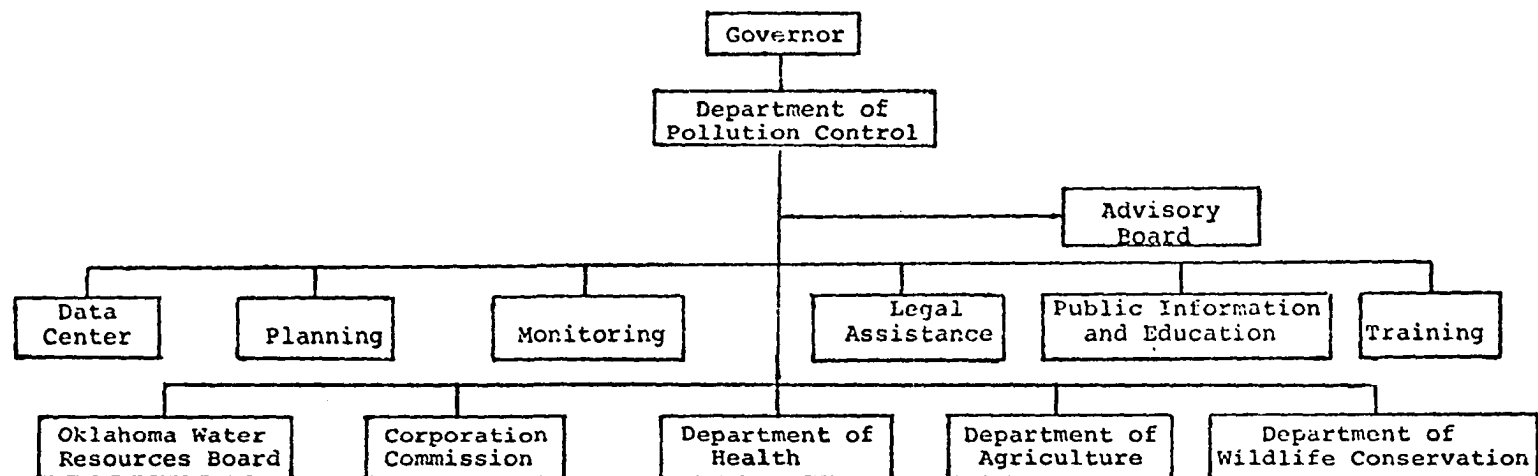 Governor
Department of
Pollution Control
Advisory
Board
Data
Center
Planning
Monitoring
Legal
Assistance
Public Information
and Education
Training
Oklahoma Water
Resources Board
Corporation
Commission
Department of
Health
Department of
Agriculture
Department of
Wildlife Conservation